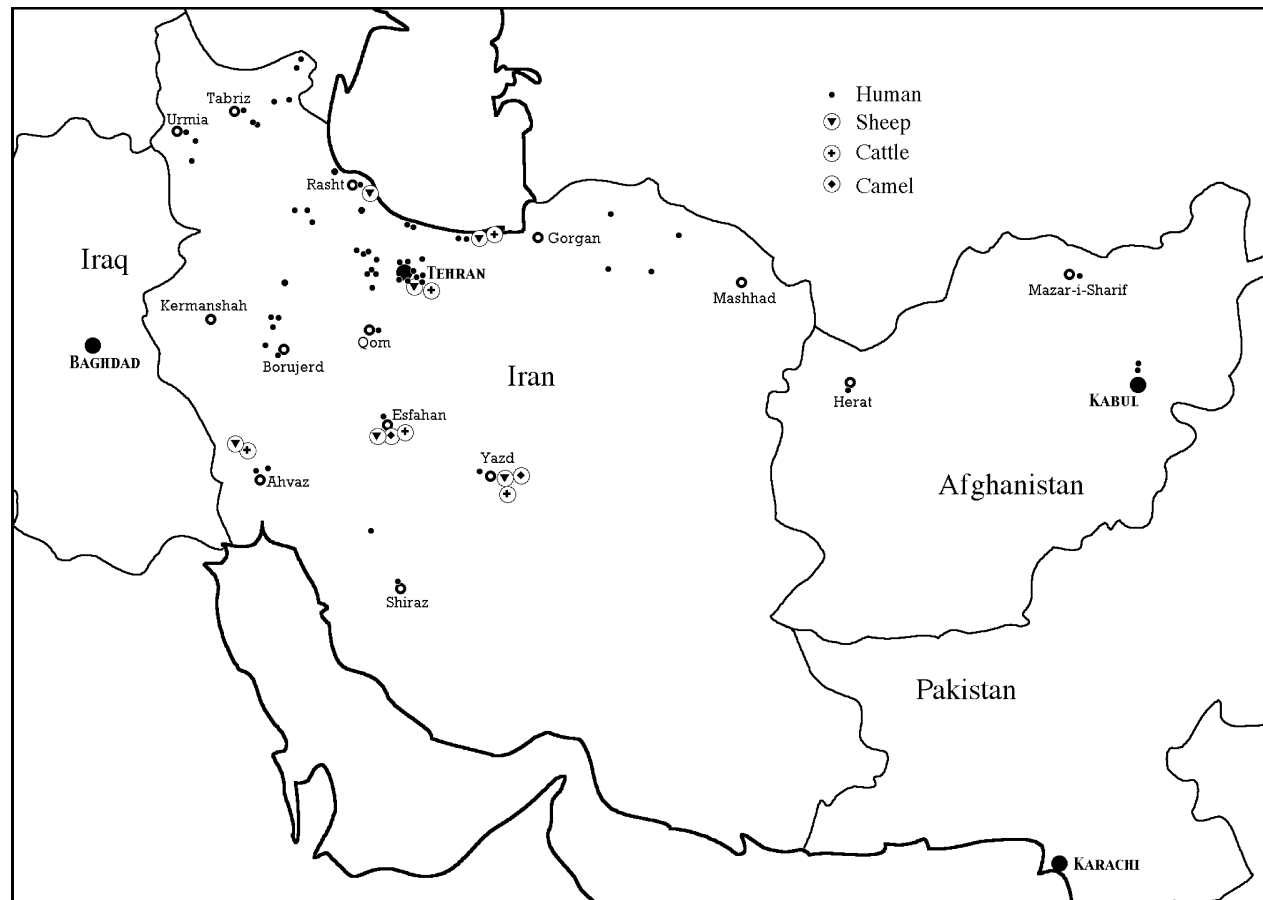 Human
Sheep
Cattle
Camel
Tabriz
Urmia
Rasht
Gorgan
Iraq
TEHRAN
Mashhad
Mazar-i-Sharif
Kermanshah
Qom
BAGHDAD
Borujerd
Iran
Herat
KABUL
Esfahan
Yazd
Ahvaz
Afghanistan
Shiraz
Pakistan
KARACHI